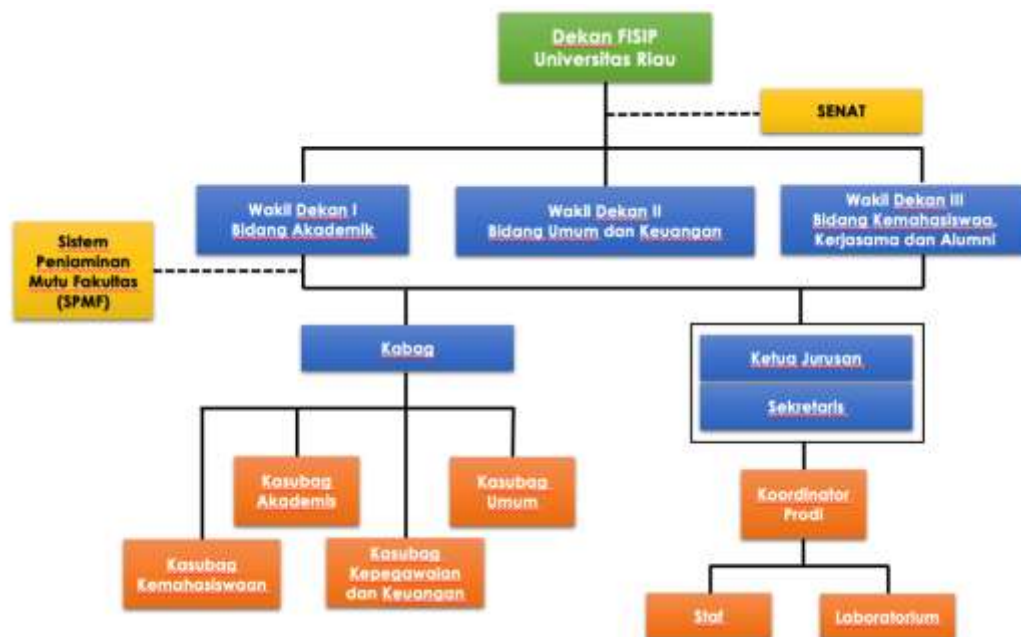 Dekan FISIP
Universitas Riau
SENAT
Wakil Dekan I
Bidang Akademik
Wakil Dekan II
Bidang Umum dan Keuangan
Wakil Dekan III
Bidang Kemahasiswaa,
Kerjasama dan Alumni
Sistem
Penjaminan
Mutu Fakultas
(SPMF)
Kabag
Ketua Jurusan
Sekretaris
Kasubag
Akademis
Kasubag
Umum
Koordinator
Prodi
Kasubag
Kemahasiswaan
Kasubag
Kepegawaian
dan Keuangan
Staf
Laboratorium